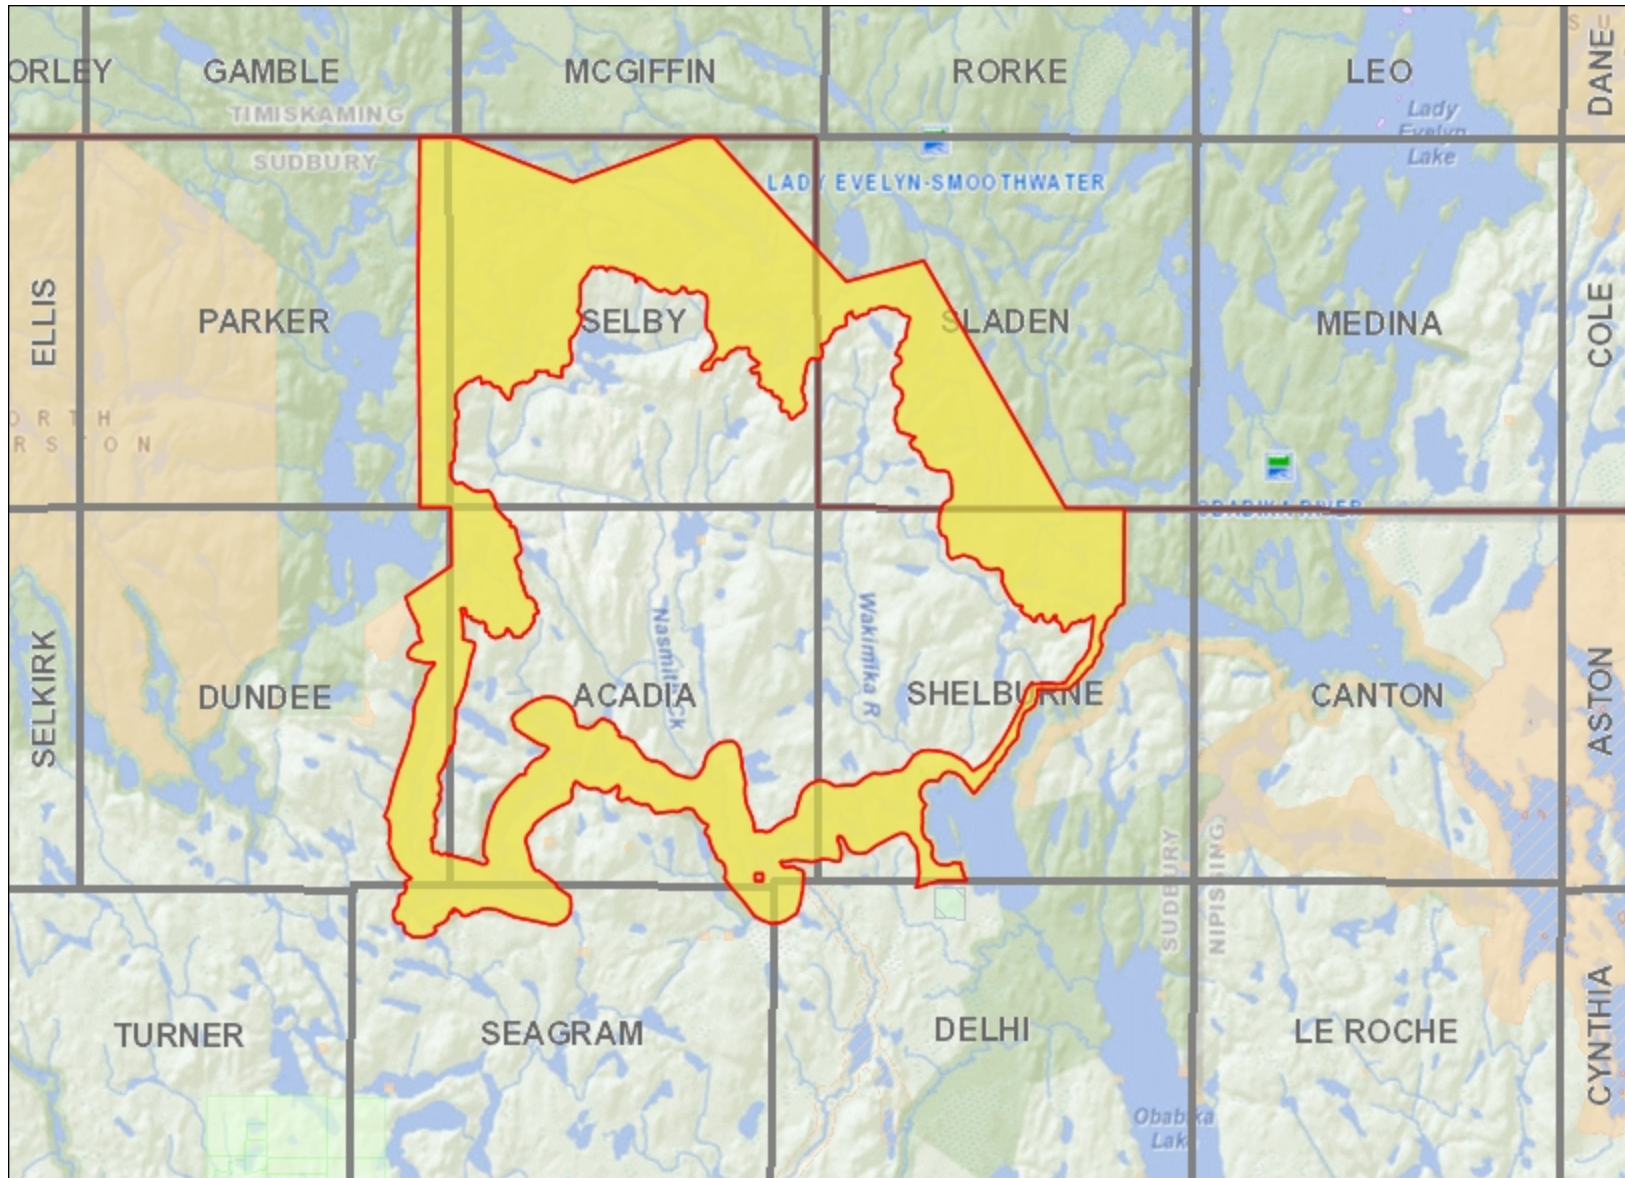 ORLEY
GAMBLE
MCGIFFIN
RORKE
LEO
DANE
S U
TIMISKAMING
SUDBURY
Lady
Evelyn
Lake
LADY EVELYN-SMOOTHWATER
ELLIS
PARKER
SELBY
SLADEN
MEDINA
COLE
O R T H
R S T O N
OBABIKA RIVER
SELKIRK
DUNDEE
ACADIA
Nasmith Ck
Wakimika R
SHELBURNE
CANTON
ASTON
SUDBURY
NIPISSING
TURNER
SEAGRAM
DELHI
LE ROCHE
CYNTHIA
Obabika
Lake